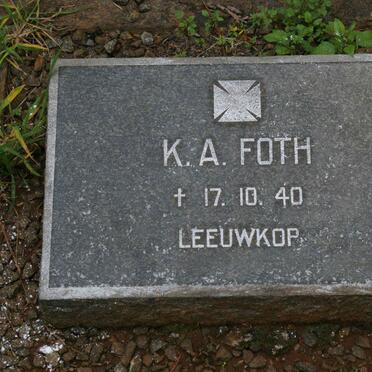 K. A. FOTH
† 17. 10. 40
LEEUWKOP